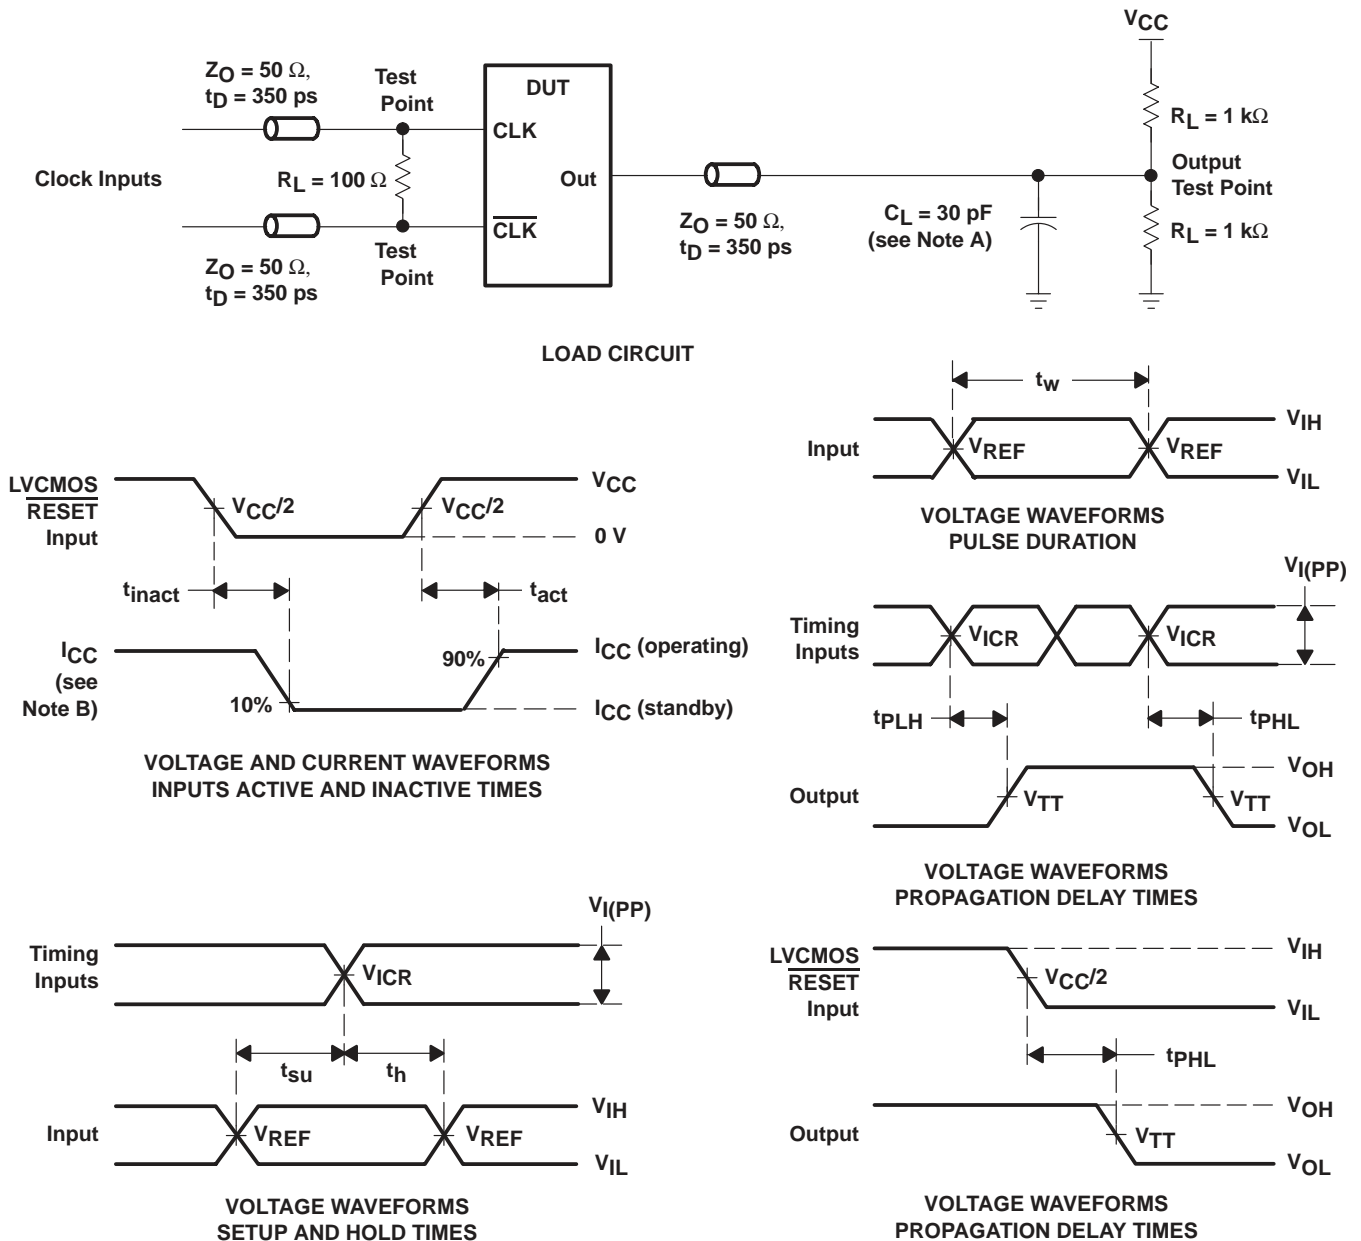 VCC
ZO = 50 Ω,
tD = 350 ps
Test
Point
DUT
CLK
RL = 1 kΩ
Clock Inputs
RL = 100 Ω
Out
Output
Test Point
CLK
ZO = 50 Ω,
tD = 350 ps
Test
Point
ZO = 50 Ω,
tD = 350 ps
CL = 30 pF
(see Note A)
RL = 1 kΩ
LOAD CIRCUIT
tw
Input
VREF
VREF
VIH
VIL
VOLTAGE WAVEFORMS
PULSE DURATION
LVCMOS
RESET
Input
VCC/2
VCC/2
VCC
0 V
tinact
tact
ICC
(see
Note B)
10%
90%
ICC (operating)
ICC (standby)
VOLTAGE AND CURRENT WAVEFORMS
INPUTS ACTIVE AND INACTIVE TIMES
VI(PP)
Timing
Inputs
VICR
VICR
tPLH
tPHL
Output
VTT
VTT
VOH
VOL
VOLTAGE WAVEFORMS
PROPAGATION DELAY TIMES
VI(PP)
Timing
Inputs
VICR
tsu
th
Input
VREF
VREF
VIH
VIL
VOLTAGE WAVEFORMS
SETUP AND HOLD TIMES
LVCMOS
RESET
Input
VCC/2
VIH
VIL
tPHL
Output
VTT
VOH
VOL
VOLTAGE WAVEFORMS
PROPAGATION DELAY TIMES